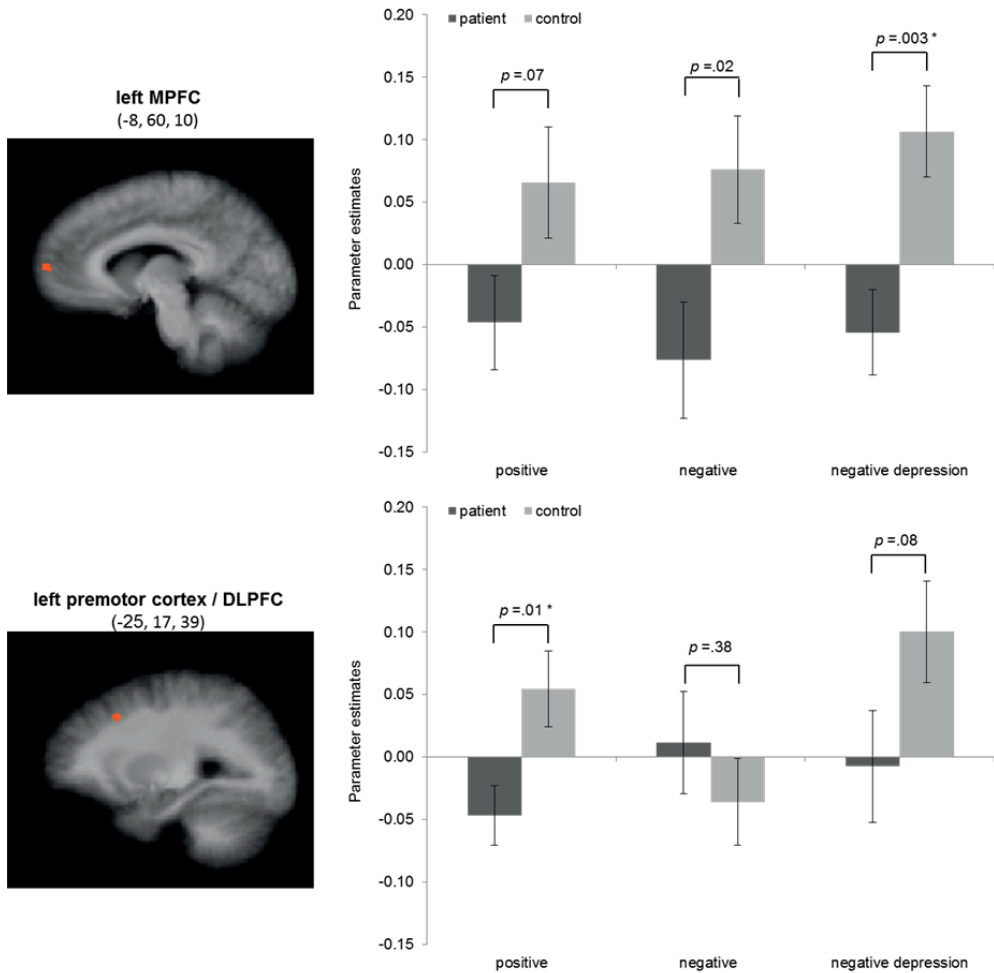 left MPFC
(-8, 60, 10)
patient control
0.20
0.15
0.10
0.05
0.00
-0.05
-0.10
-0.15
Parameter estimates
p =.07
p =.02
p =.003 *
positive negative negative depression
left premotor cortex / DLPFC
(-25, 17, 39)
patient control
0.20
0.15
0.10
0.05
0.00
-0.05
-0.10
-0.15
Parameter estimates
p =.01 *
p =.38
p =.08
positive negative negative depression